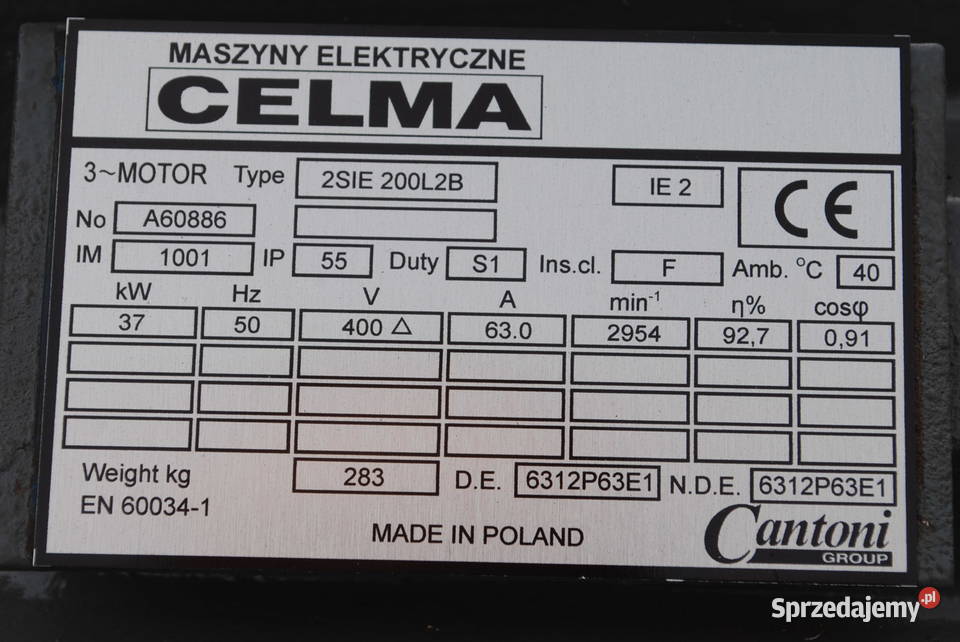 MASZYNY ELEKTRYCZNE
CELMA
3~MOTOR Type 2SIE 200L2B IE 2 CE
No A60886
IM 1001 IP 55 Duty S1 Ins.cl. F Amb. °C 40
kW Hz V A min-1 η% cosφ
37 50 400 △ 63.0 2954 92,7 0,91
Weight kg 283 D.E. 6312P63E1 N.D.E. 6312P63E1
EN 60034-1
MADE IN POLAND
Cantoni
GROUP
Sprzedajemy.pl